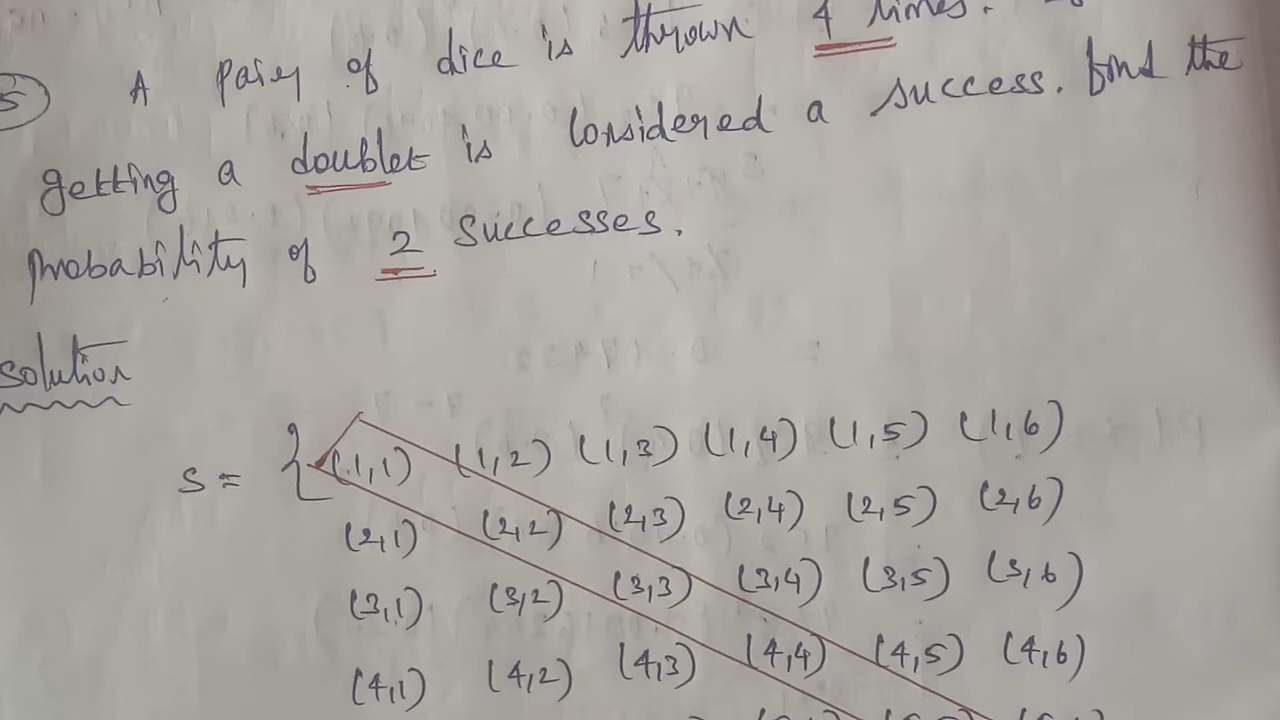 5 A pair of dice is thrown 4 times.
getting a doublet is considered a success. find the
probability of 2 successes.
solution
S = { (1,1) (1,2) (1,3) (1,4) (1,5) (1,6)
(2,1) (2,2) (2,3) (2,4) (2,5) (2,6)
(3,1) (3,2) (3,3) (3,4) (3,5) (3,6)
(4,1) (4,2) (4,3) (4,4) (4,5) (4,6)